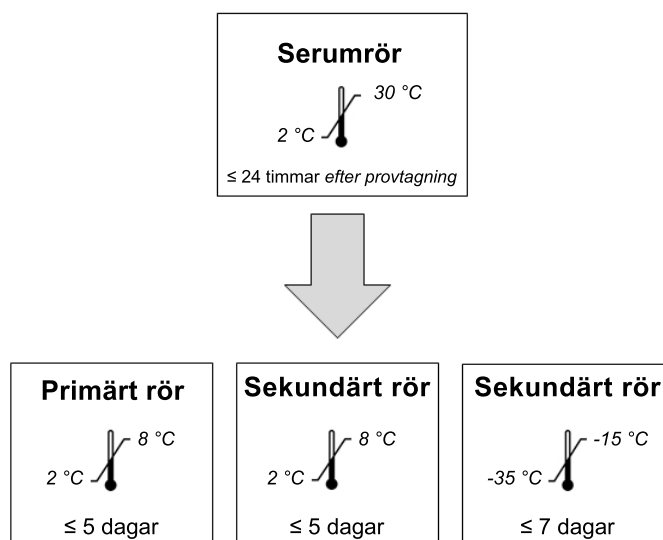 Serumrör
30 °C
2 °C
≤ 24 timmar efter provtagning
Primärt rör
8 °C
2 °C
≤ 5 dagar
Sekundärt rör
8 °C
2 °C
≤ 5 dagar
Sekundärt rör
-15 °C
-35 °C
≤ 7 dagar